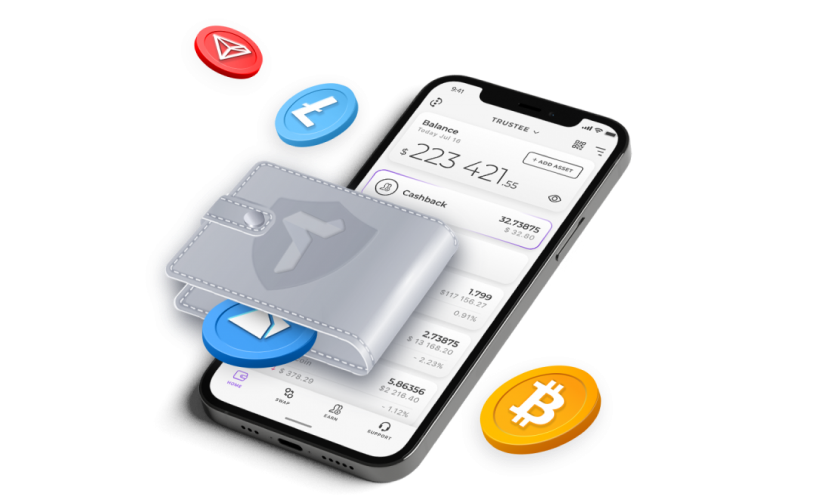 9:41
TRUSTEE
Balance
Today Jul 16
$ 223 421.55
+ ADD ASSET
Cashback
32.73875
$ 32.80
1.799
$117 156.27
0.91%
2.73875
$ 13 168.20
- 2.23%
$ 378.29
5.86356
$2 216.40
- 1.12%
HOME
SWAP
EARN
SUPPORT